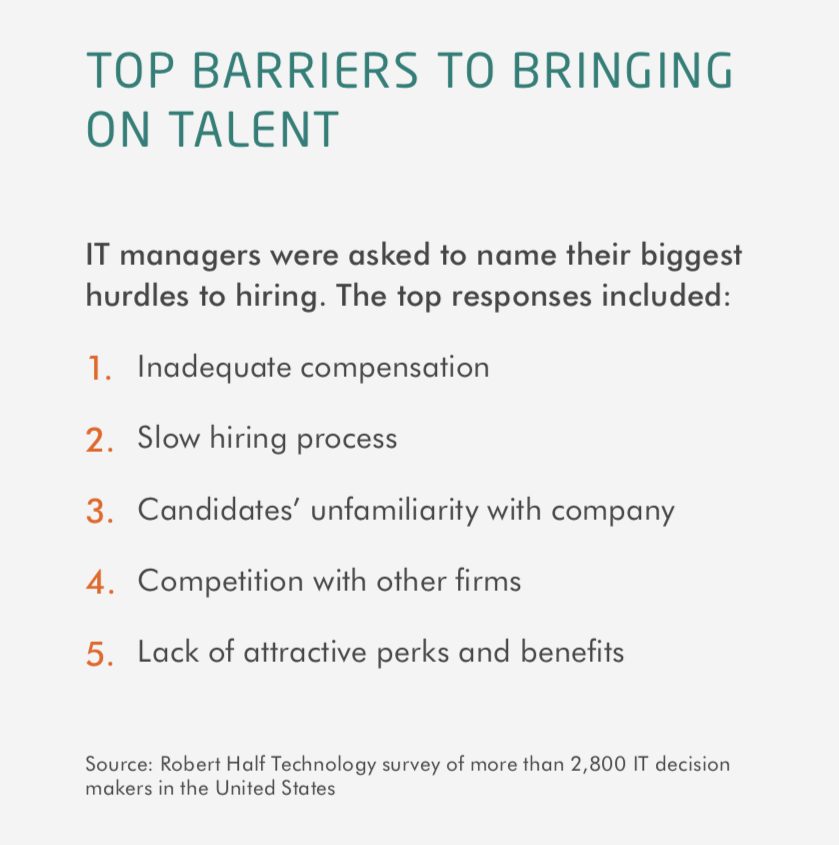 TOP BARRIERS TO BRINGING
ON TALENT
IT managers were asked to name their biggest
hurdles to hiring. The top responses included:
1. Inadequate compensation
2. Slow hiring process
3. Candidates’ unfamiliarity with company
4. Competition with other firms
5. Lack of attractive perks and benefits
Source: Robert Half Technology survey of more than 2,800 IT decision
makers in the United States